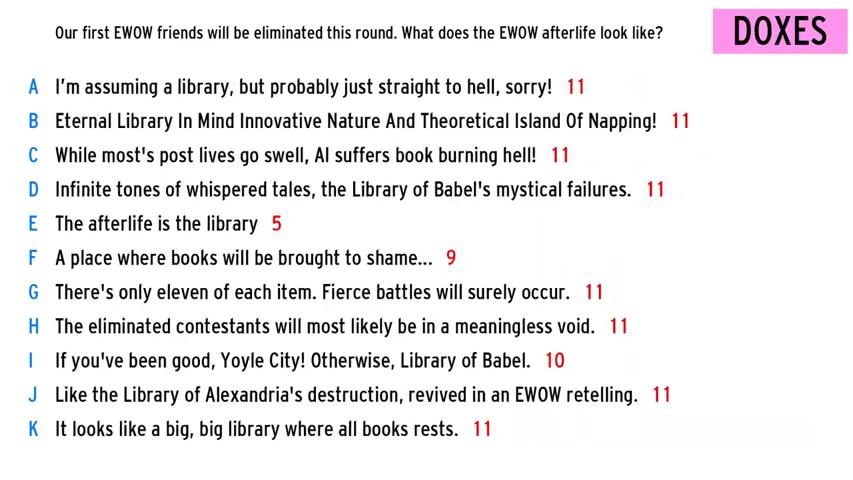 Our first EWOW friends will be eliminated this round. What does the EWOW afterlife look like?
DOXES
A I'm assuming a library, but probably just straight to hell, sorry! 11
B Eternal Library In Mind Innovative Nature And Theoretical Island Of Napping! 11
C While most's post lives go swell, AI suffers book burning hell! 11
D Infinite tones of whispered tales, the Library of Babel's mystical failures. 11
E The afterlife is the library 5
F A place where books will be brought to shame... 9
G There's only eleven of each item. Fierce battles will surely occur. 11
H The eliminated contestants will most likely be in a meaningless void. 11
I If you've been good, Yoyle City! Otherwise, Library of Babel. 10
J Like the Library of Alexandria's destruction, revived in an EWOW retelling. 11
K It looks like a big, big library where all books rests. 11